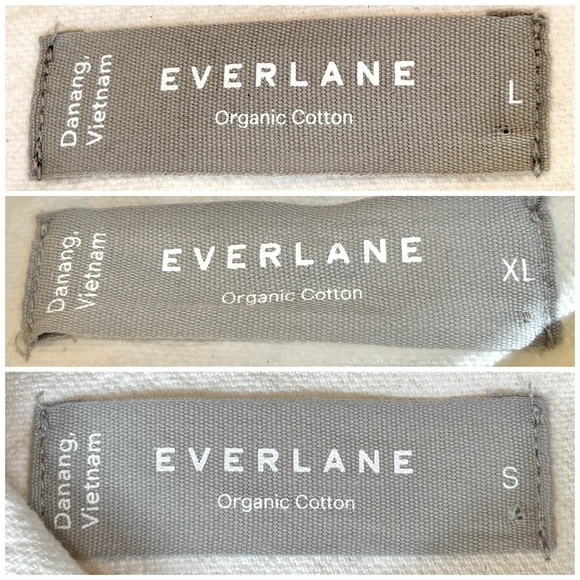 Danang,
Vietnam
EVERLANE
Organic Cotton
L
Danang,
Vietnam
EVERLANE
Organic Cotton
XL
Danang,
Vietnam
EVERLANE
Organic Cotton
S